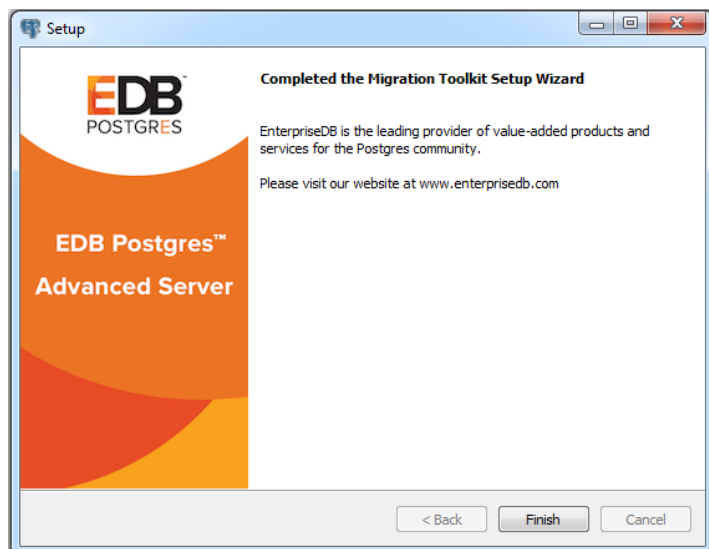 Setup
EDB
POSTGRES
EDB Postgres™
Advanced Server
Completed the Migration Toolkit Setup Wizard
EnterpriseDB is the leading provider of value-added products and
services for the Postgres community.
Please visit our website at www.enterprisedb.com
< Back
Finish
Cancel